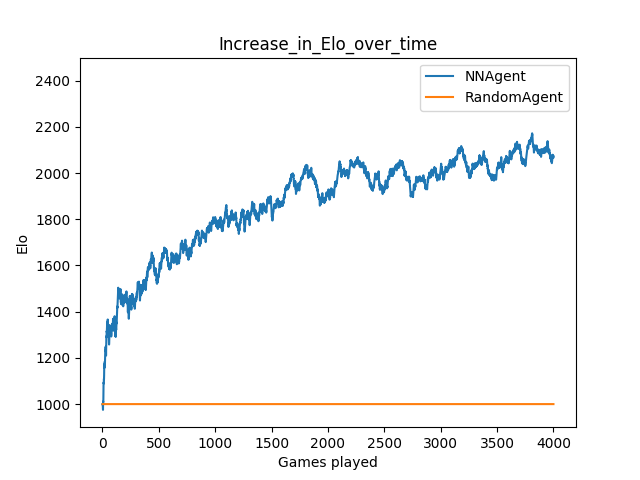 Increase_in_Elo_over_time
NNAgent
RandomAgent
2400
2200
2000
1800
1600
1400
1200
1000
Elo
0 500 1000 1500 2000 2500 3000 3500 4000
Games played